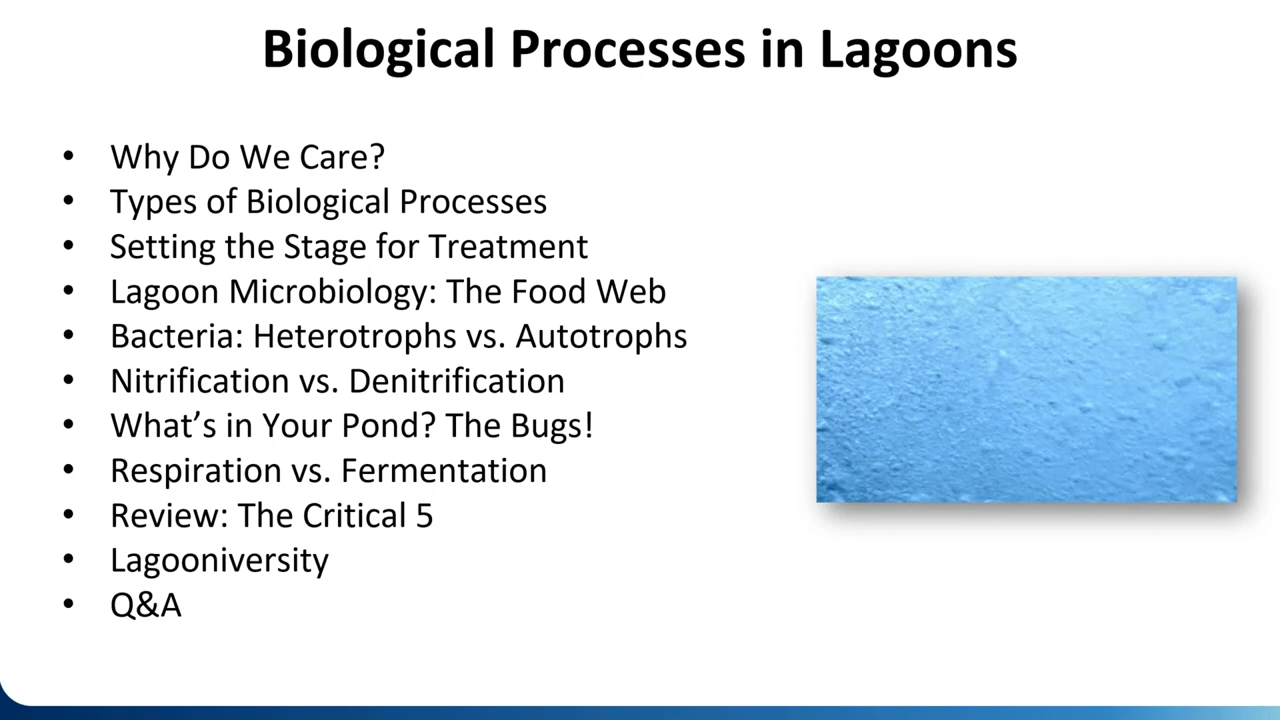 Biological Processes in Lagoons
• Why Do We Care?
• Types of Biological Processes
• Setting the Stage for Treatment
• Lagoon Microbiology: The Food Web
• Bacteria: Heterotrophs vs. Autotrophs
• Nitrification vs. Denitrification
• What’s in Your Pond? The Bugs!
• Respiration vs. Fermentation
• Review: The Critical 5
• Lagooniversity
• Q&A